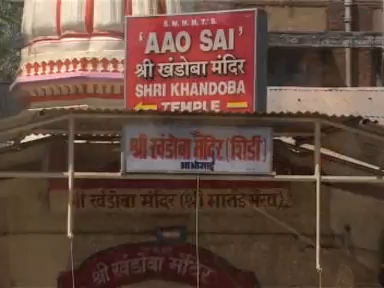 'AAO SAI'
श्री खंडोबा मंदिर
SHRI KHANDOBA
TEMPLE
श्री खंडोबा मंदिर (शिर्डी)
श्री खंडोबा मंदिर (श्री मार्तंड भैरव)
श्री खंडोबा मंदिर